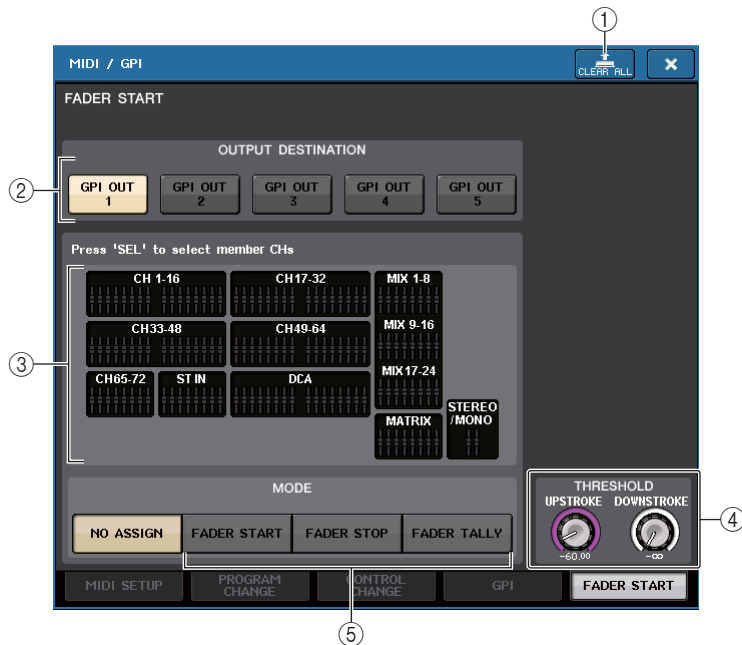 ①
MIDI / GPI
CLEAR ALL
×
FADER START
OUTPUT DESTINATION
②
GPI OUT 1
GPI OUT 2
GPI OUT 3
GPI OUT 4
GPI OUT 5
Press 'SEL' to select member CHs
③
CH 1-16
CH17-32
MIX 1-8
CH33-48
CH49-64
MIX 9-16
CH65-72
ST IN
DCA
MIX17-24
MATRIX
STEREO /MONO
MODE
NO ASSIGN
FADER START
FADER STOP
FADER TALLY
THRESHOLD
UPSTROKE
DOWNSTROKE
-60.00
-∞
④
MIDI SETUP
PROGRAM CHANGE
CONTROL CHANGE
GPI
FADER START
⑤